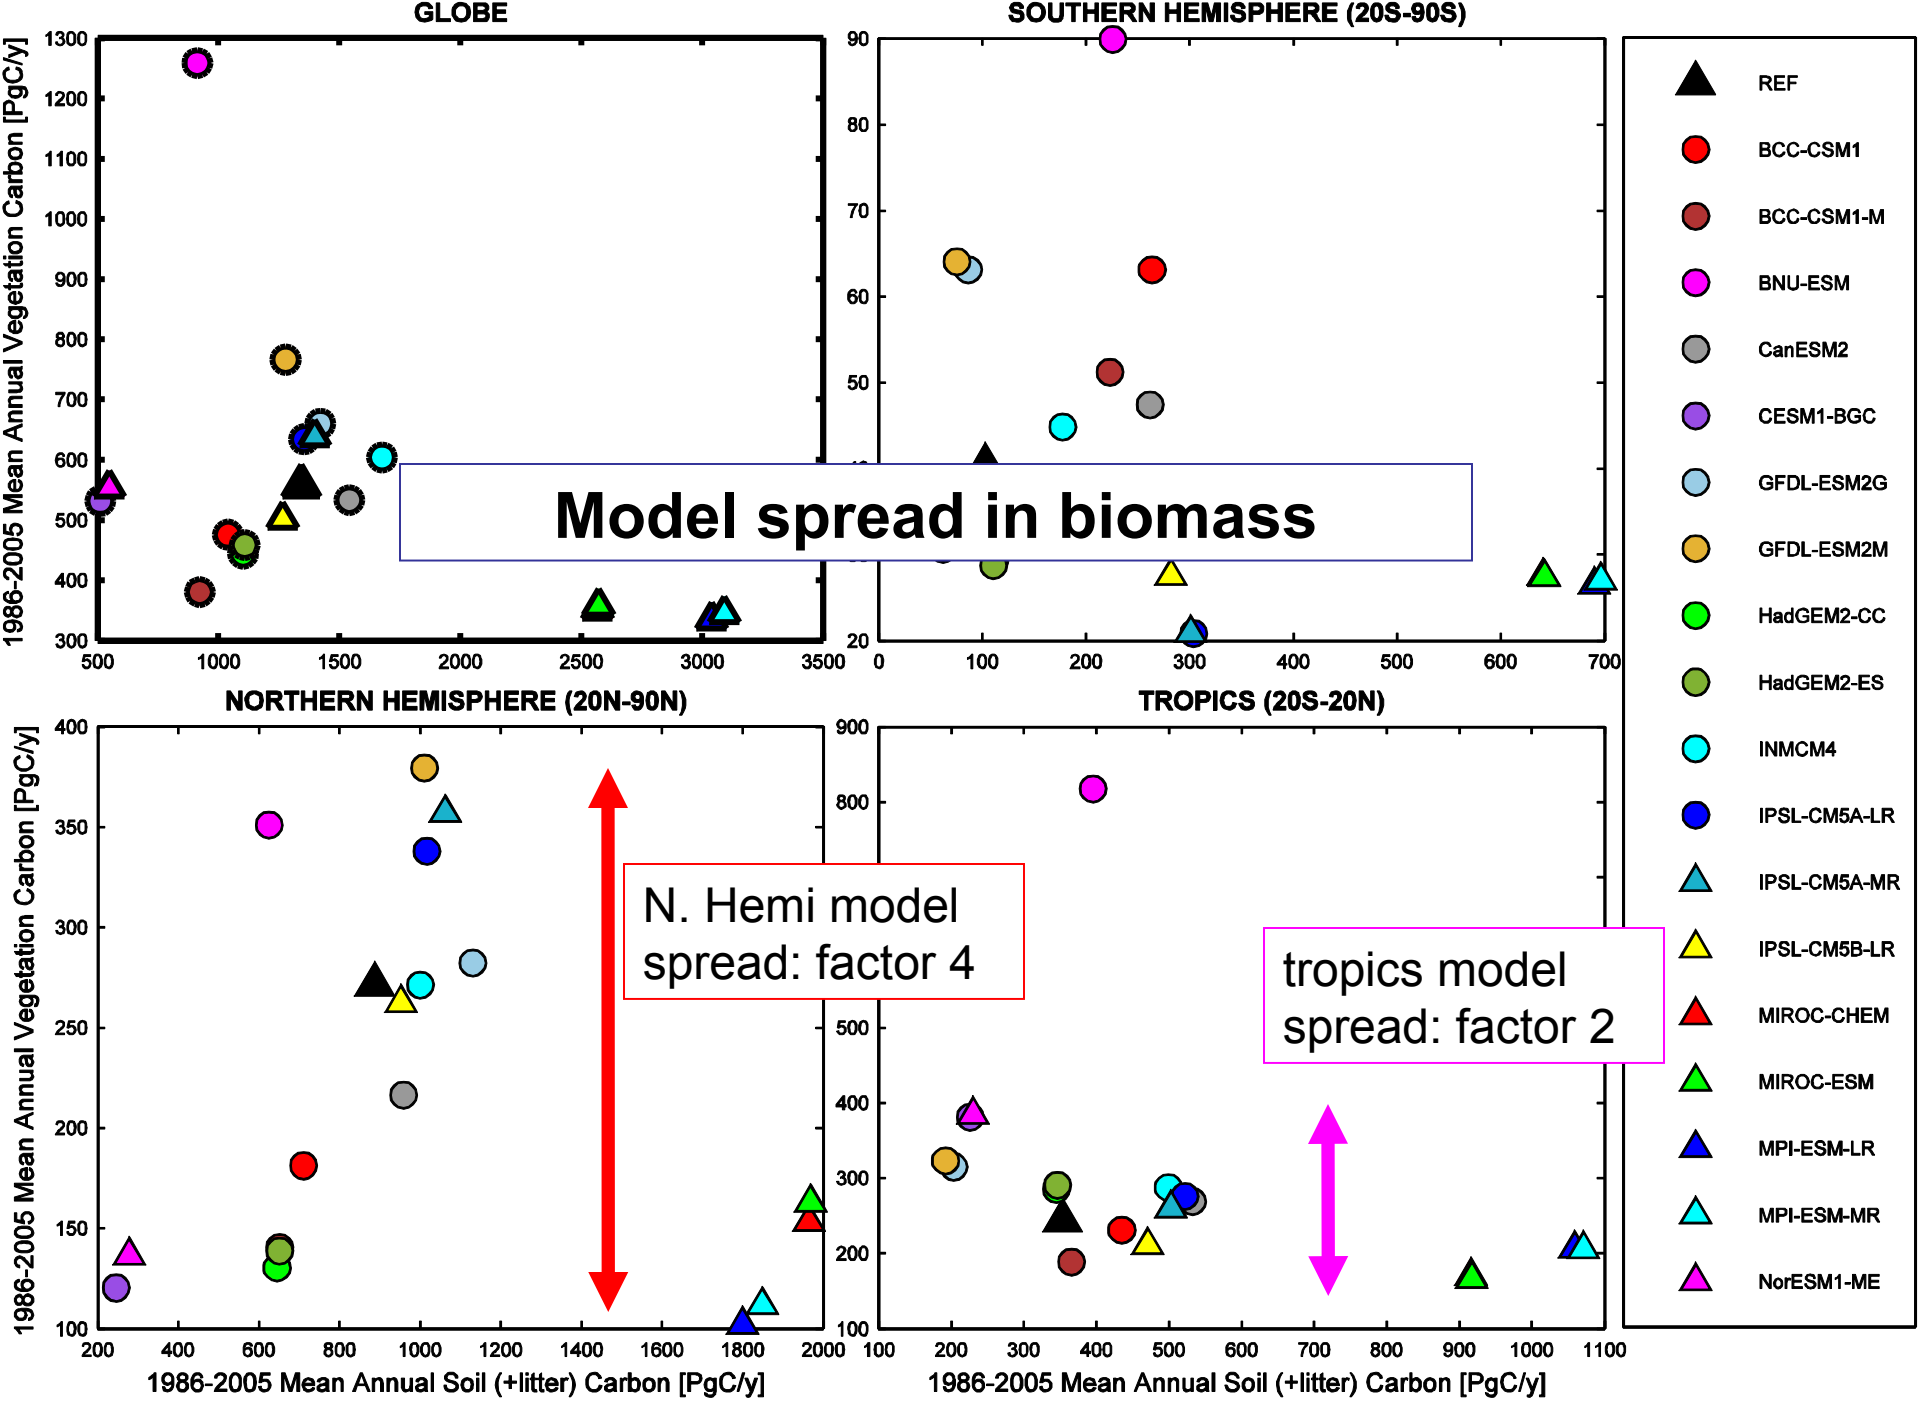 GLOBE
1986-2005 Mean Annual Vegetation Carbon [PgC/y]
1300
1200
1100
1000
900
800
700
600
500
400
300
500 1000 1500 2000 2500 3000 3500
SOUTHERN HEMISPHERE (20S-90S)
90
80
70
60
50
20
0 100 200 300 400 500 600 700
Model spread in biomass
NORTHERN HEMISPHERE (20N-90N)
1986-2005 Mean Annual Vegetation Carbon [PgC/y]
400
350
300
250
200
150
100
200 400 600 800 1000 1200 1400 1600 1800 2000
1986-2005 Mean Annual Soil (+litter) Carbon [PgC/y]
N. Hemi model
spread: factor 4
TROPICS (20S-20N)
900
800
500
400
300
200
100
100 200 300 400 500 600 700 800 900 1000 1100
1986-2005 Mean Annual Soil (+litter) Carbon [PgC/y]
tropics model
spread: factor 2
REF
BCC-CSM1
BCC-CSM1-M
BNU-ESM
CanESM2
CESM1-BGC
GFDL-ESM2G
GFDL-ESM2M
HadGEM2-CC
HadGEM2-ES
INMCM4
IPSL-CM5A-LR
IPSL-CM5A-MR
IPSL-CM5B-LR
MIROC-CHEM
MIROC-ESM
MPI-ESM-LR
MPI-ESM-MR
NorESM1-ME